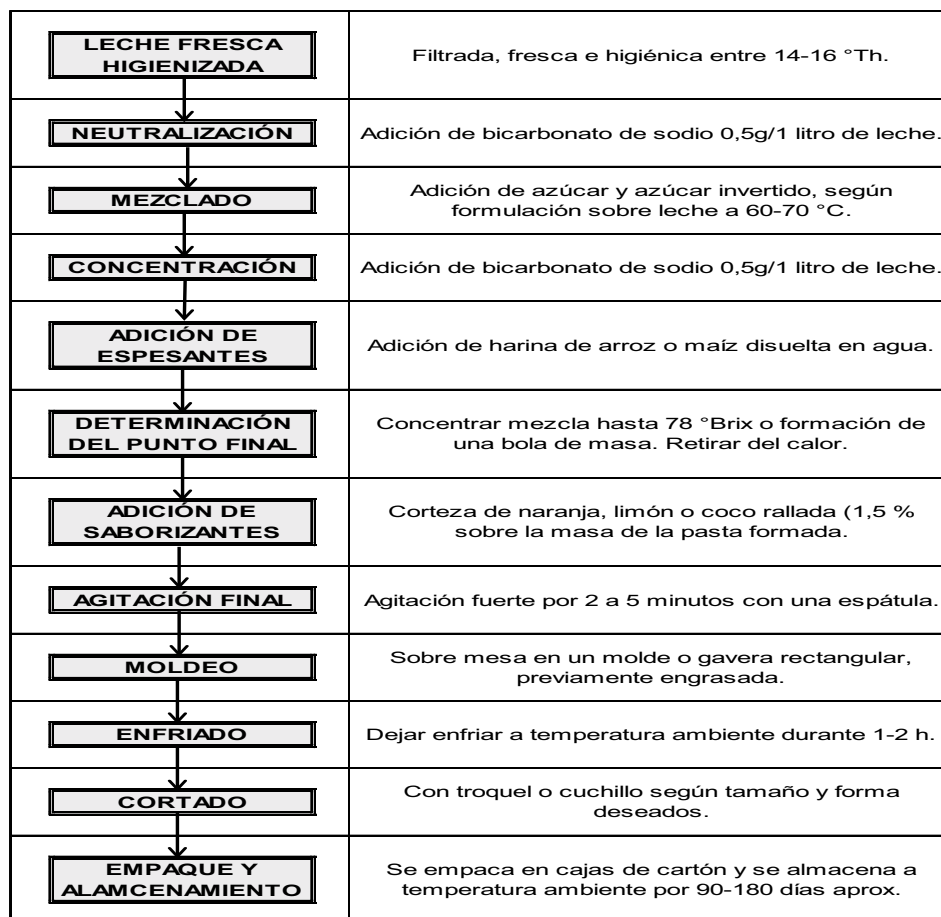 LECHE FRESCA
HIGIENIZADA
Filtrada, fresca e higiénica entre 14-16 °Th.
NEUTRALIZACIÓN
Adición de bicarbonato de sodio 0,5g/1 litro de leche.
MEZCLADO
Adición de azúcar y azúcar invertido, según
formulación sobre leche a 60-70 °C.
CONCENTRACIÓN
Adición de bicarbonato de sodio 0,5g/1 litro de leche.
ADICIÓN DE
ESPESANTES
Adición de harina de arroz o maíz disuelta en agua.
DETERMINACIÓN
DEL PUNTO FINAL
Concentrar mezcla hasta 78 °Brix o formación de
una bola de masa. Retirar del calor.
ADICIÓN DE
SABORIZANTES
Corteza de naranja, limón o coco rallada (1,5 %
sobre la masa de la pasta formada.
AGITACIÓN FINAL
Agitación fuerte por 2 a 5 minutos con una espátula.
MOLDEO
Sobre mesa en un molde o gavera rectangular,
previamente engrasada.
ENFRIADO
Dejar enfriar a temperatura ambiente durante 1-2 h.
CORTADO
Con troquel o cuchillo según tamaño y forma
deseados.
EMPAQUE Y
ALAMCENAMIENTO
Se empaca en cajas de cartón y se almacena a
temperatura ambiente por 90-180 días aprox.